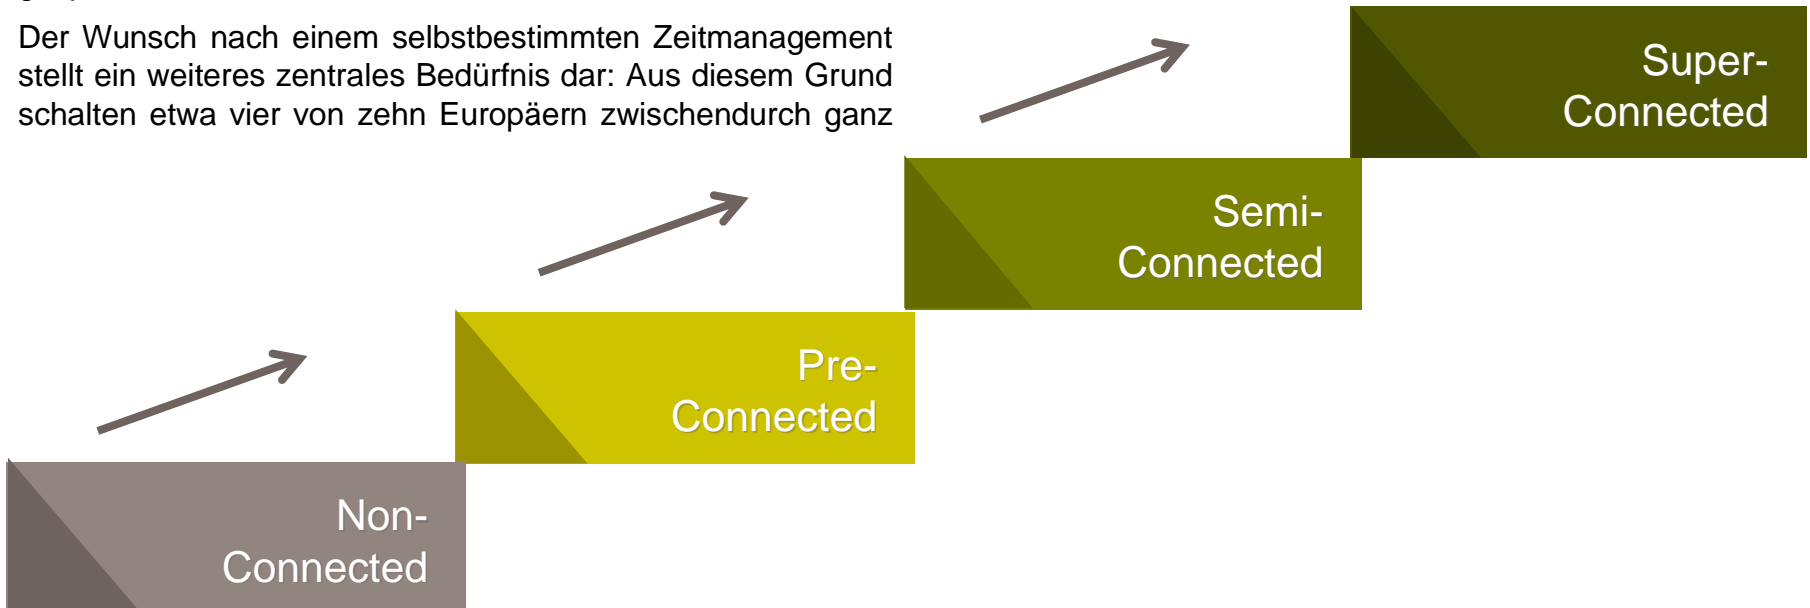 Der Wunsch nach einem selbstbestimmten Zeitmanagement
stellt ein weiteres zentrales Bedürfnis dar: Aus diesem Grund
schalten etwa vier von zehn Europäern zwischendurch ganz
Super-
Connected
Semi-
Connected
Pre-
Connected
Non-
Connected